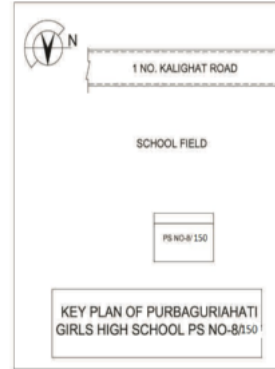 N
1 NO. KALIGHAT ROAD
SCHOOL FIELD
PS NO-8/150
KEY PLAN OF PURBAGURIAHATI
GIRLS HIGH SCHOOL PS NO-8/150